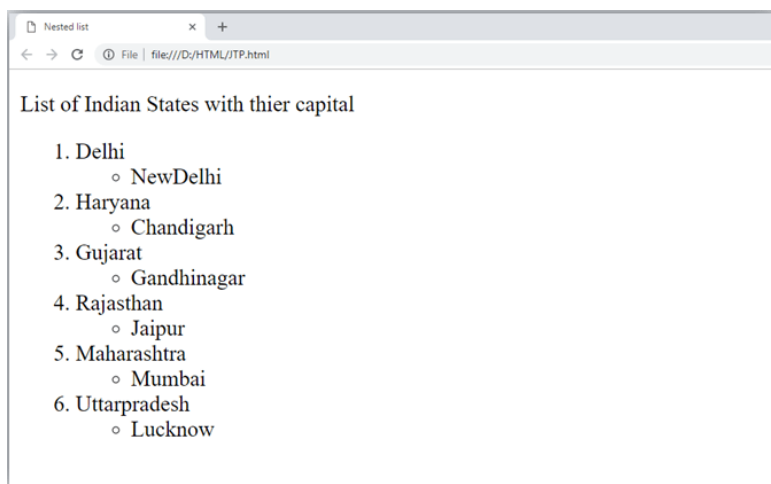 Nested list
File | file:///D:/HTML/JTP.html
List of Indian States with thier capital
1. Delhi
○ NewDelhi
2. Haryana
○ Chandigarh
3. Gujarat
○ Gandhinagar
4. Rajasthan
○ Jaipur
5. Maharashtra
○ Mumbai
6. Uttarpradesh
○ Lucknow